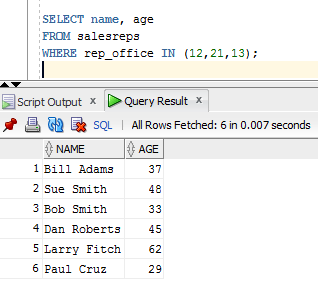 SELECT name, age
FROM salesreps
WHERE rep_office IN (12,21,13);
Script Output x Query Result x
SQL | All Rows Fetched: 6 in 0.007 seconds
NAME AGE
1 Bill Adams 37
2 Sue Smith 48
3 Bob Smith 33
4 Dan Roberts 45
5 Larry Fitch 62
6 Paul Cruz 29